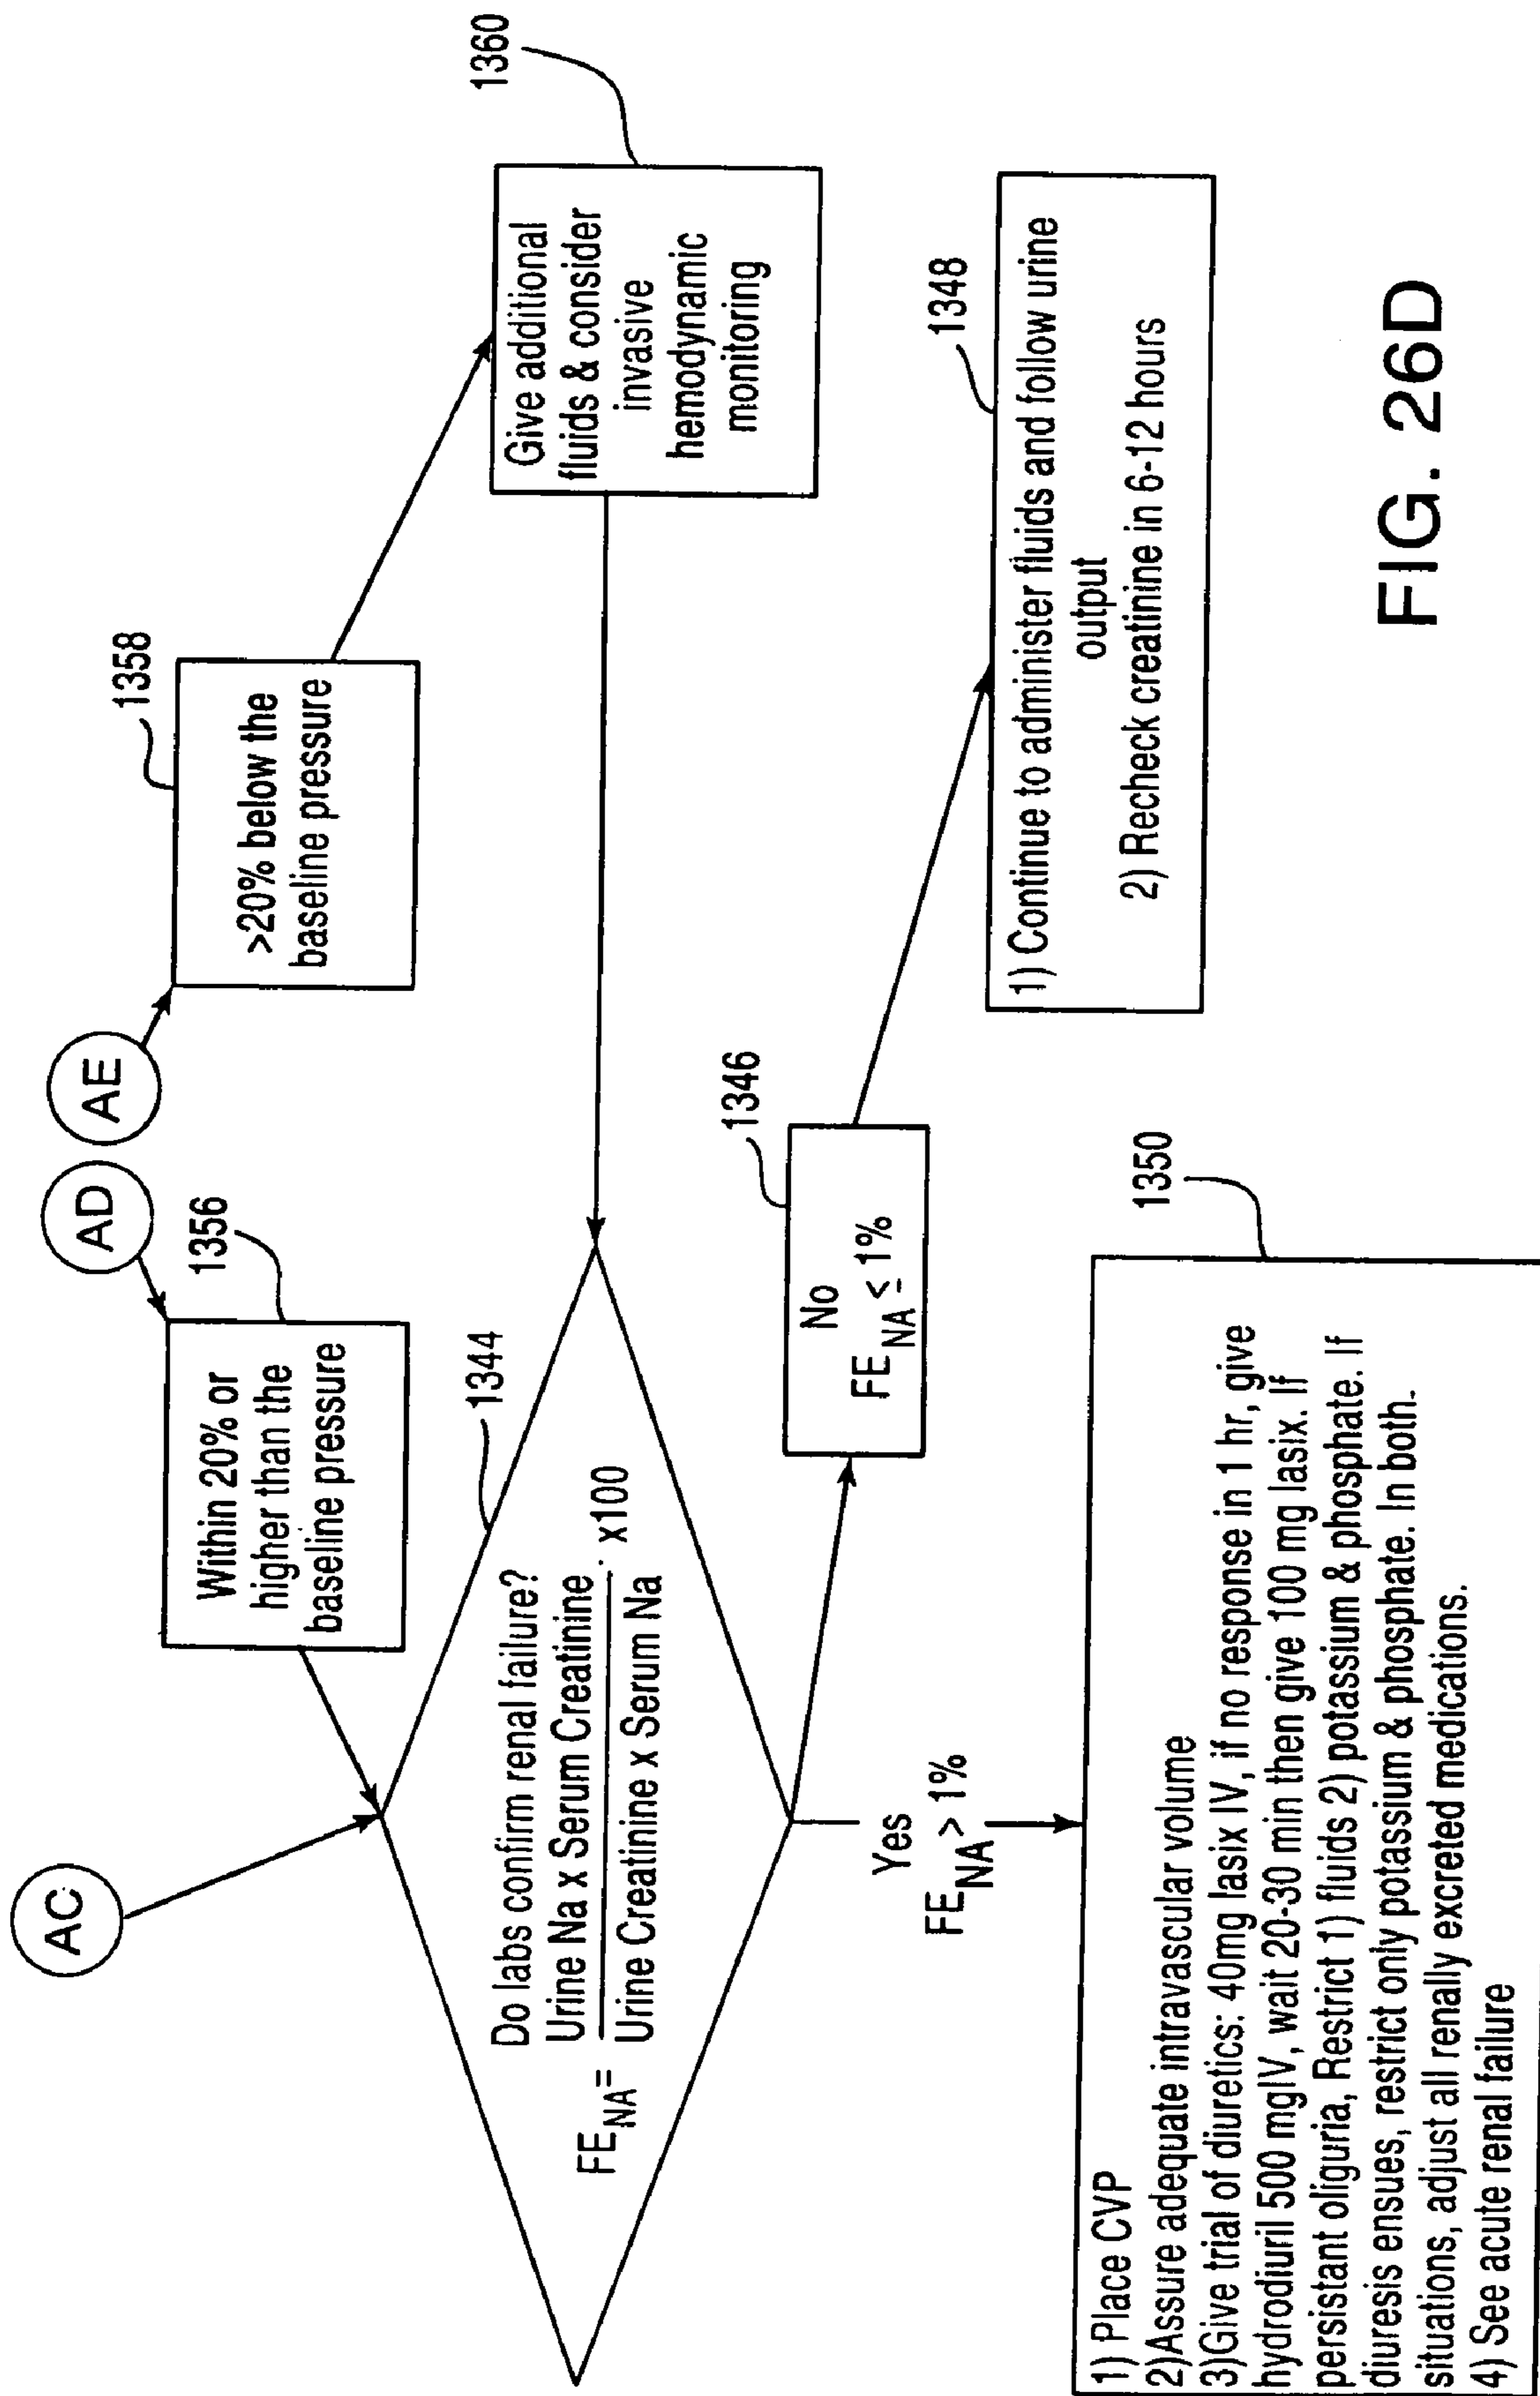 AC
AD
AE
1356
Within 20% or
higher than the
baseline pressure
1358
>20% below the
baseline pressure
1344
Do labs confirm renal failure?
FE NA = Urine Na x Serum Creatinine x100
Urine Creatinine x Serum Na
1360
Give additional
fluids & consider
invasive
hemodynamic
monitoring
Yes
FE NA > 1%
1346
No
FE NA ≤ 1%
1348
1) Continue to administer fluids and follow urine
output
2) Recheck creatinine in 6-12 hours
1350
1) Place CVP
2)Assure adequate intravascular volume
3)Give trial of diuretics: 40mg lasix IV, if no response in 1 hr, give
hydrodiuril 500 mgIV, wait 20-30 min then give 100 mg lasix. If
persistant oliguria, Restrict 1) fluids 2) potassium & phosphate. If
diuresis ensues, restrict only potassium & phosphate. In both.
situations, adjust all renally excreted medications.
4) See acute renal failure
FIG. 26D